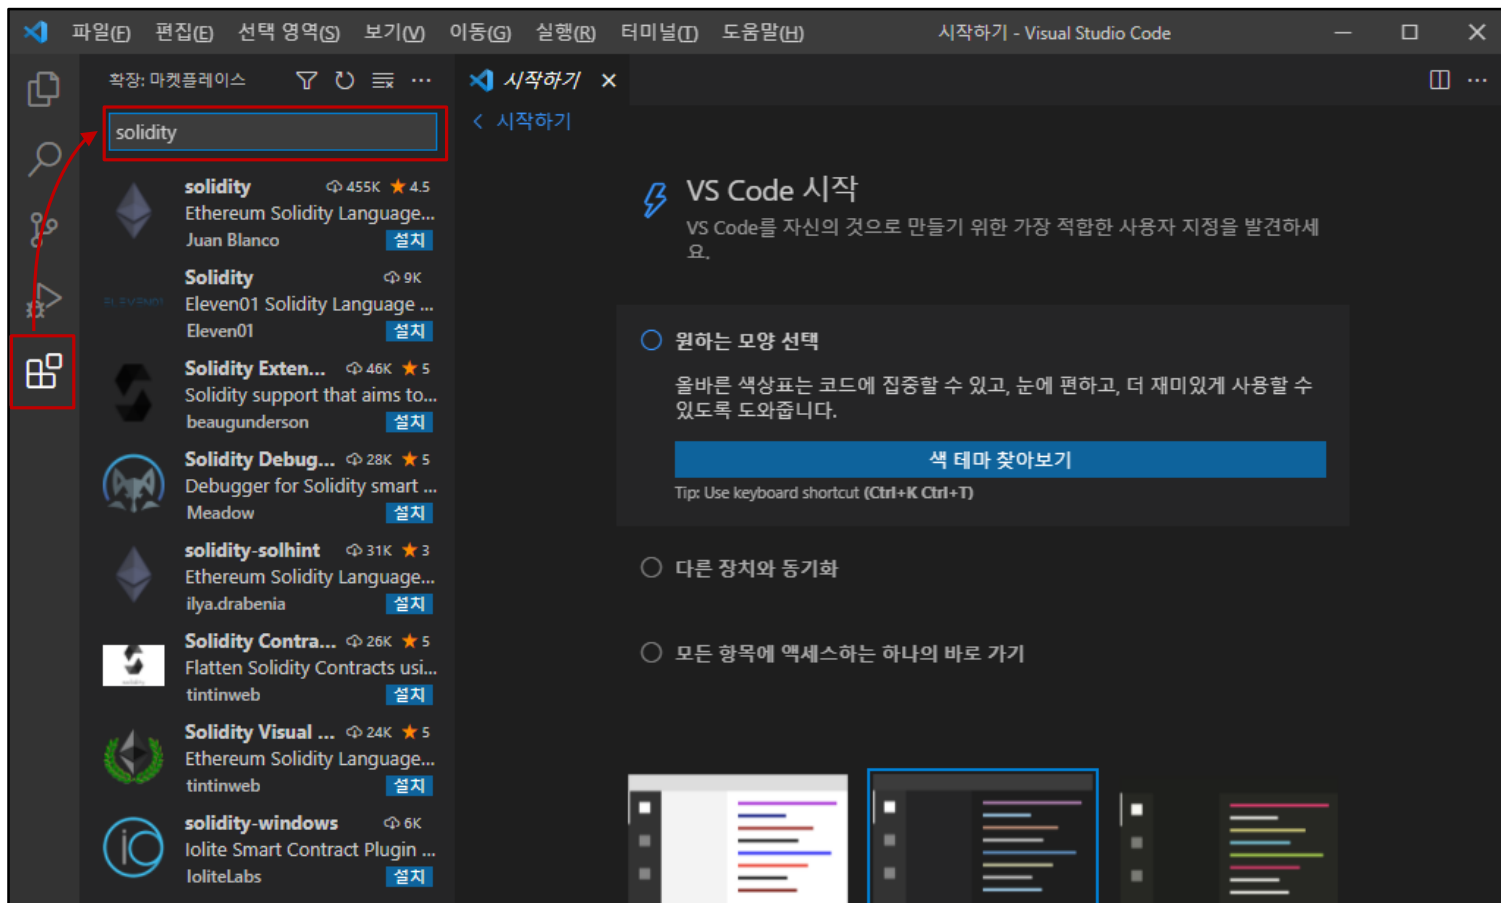 파일(F) 편집(E) 선택 영역(S) 보기(V) 이동(G) 실행(R) 터미널(T) 도움말(H) 시작하기 - Visual Studio Code
확장: 마켓플레이스
solidity
solidity 455K ★ 4.5
Ethereum Solidity Language...
Juan Blanco 설치
Solidity 9K
Eleven01 Solidity Language ...
Eleven01 설치
Solidity Exten... 46K ★ 5
Solidity support that aims to...
beaugunderson 설치
Solidity Debug... 28K ★ 5
Debugger for Solidity smart ...
Meadow 설치
solidity-solhint 31K ★ 3
Ethereum Solidity Language...
ilya.drabenia 설치
Solidity Contra... 26K ★ 5
Flatten Solidity Contracts usi...
tintinweb 설치
Solidity Visual ... 24K ★ 5
Ethereum Solidity Language...
tintinweb 설치
solidity-windows 6K
Iolite Smart Contract Plugin ...
IoliteLabs 설치
시작하기
시작하기
VS Code 시작
VS Code를 자신의 것으로 만들기 위한 가장 적합한 사용자 지정을 발견하세
요.
원하는 모양 선택
올바른 색상표는 코드에 집중할 수 있고, 눈에 편하고, 더 재미있게 사용할 수
있도록 도와줍니다.
색 테마 찾아보기
Tip: Use keyboard shortcut (Ctrl+K Ctrl+T)
다른 장치와 동기화
모든 항목에 액세스하는 하나의 바로 가기